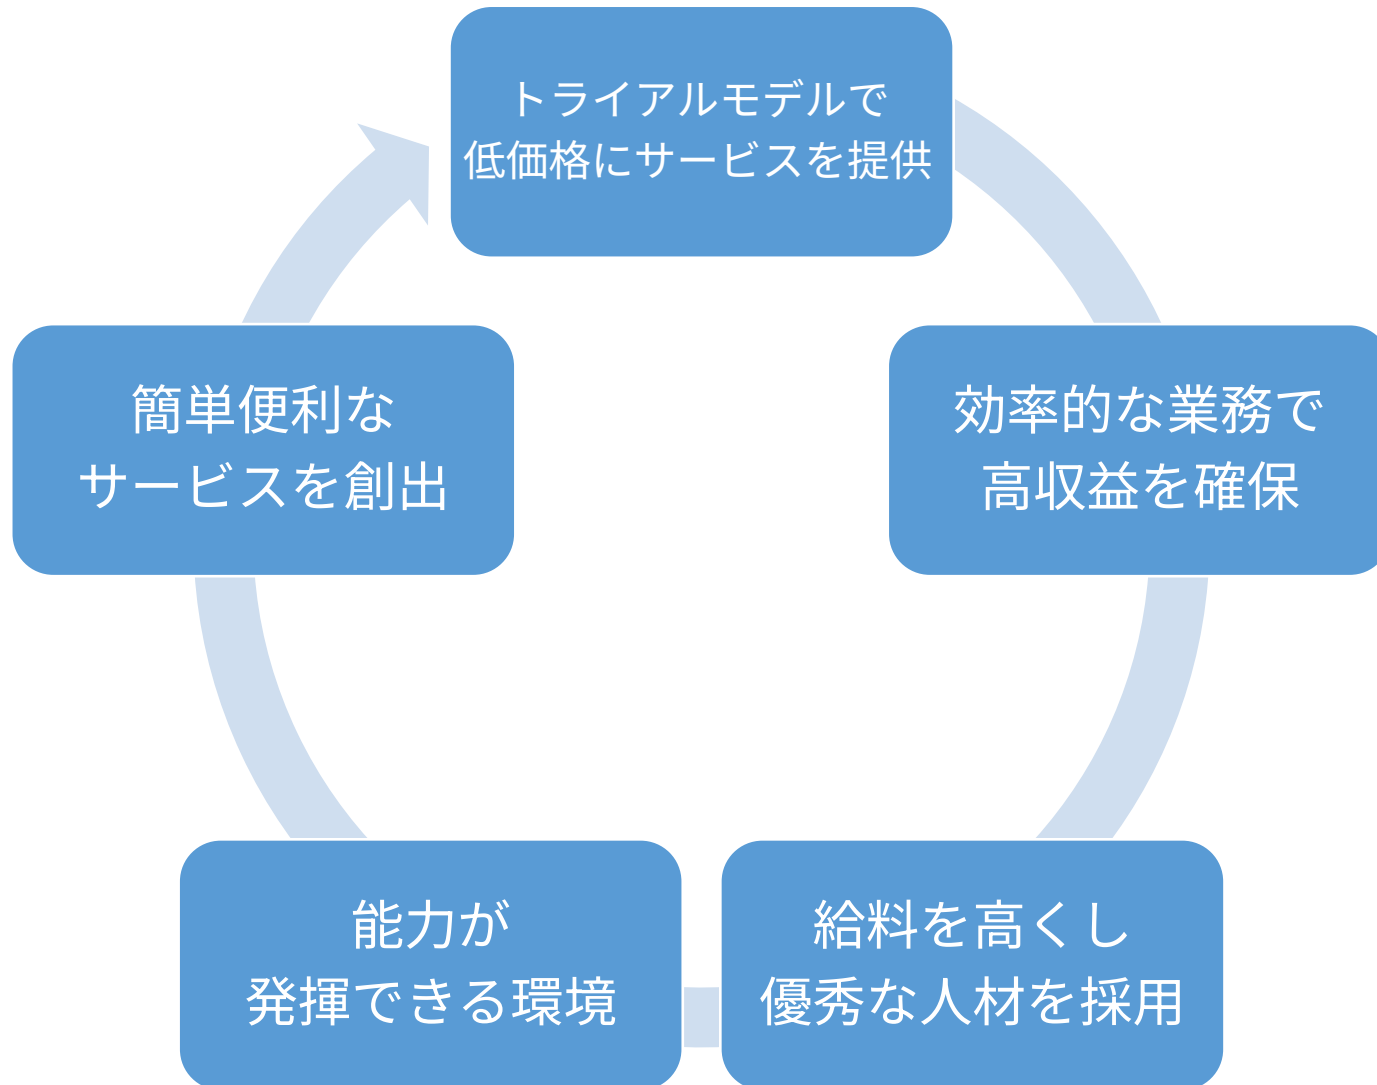 トライアルモデルで
低価格にサービスを提供
効率的な業務で
高収益を確保
給料を高くし
優秀な人材を採用
能力が
発揮できる環境
簡単便利な
サービスを創出